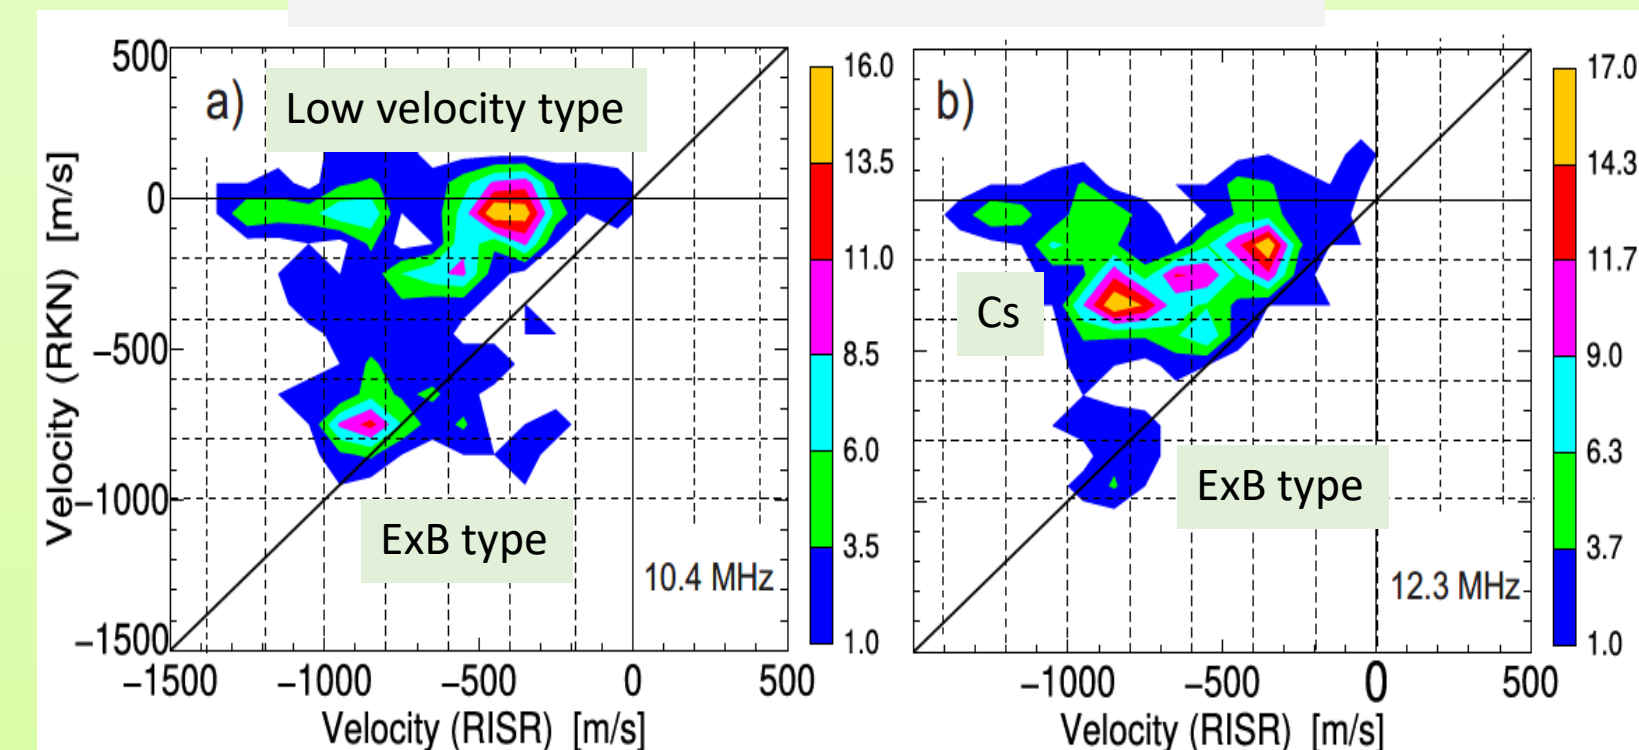 a)
Low velocity type
ExB type
10.4 MHz
Velocity (RKN) [m/s]
500
0
−500
−1000
−1500
−1500 −1000 −500 0 500
Velocity (RISR) [m/s]
16.0
13.5
11.0
8.5
6.0
3.5
1.0
b)
Cs
ExB type
12.3 MHz
−1000 −500 0 500
Velocity (RISR) [m/s]
17.0
14.3
11.7
9.0
6.3
3.7
1.0